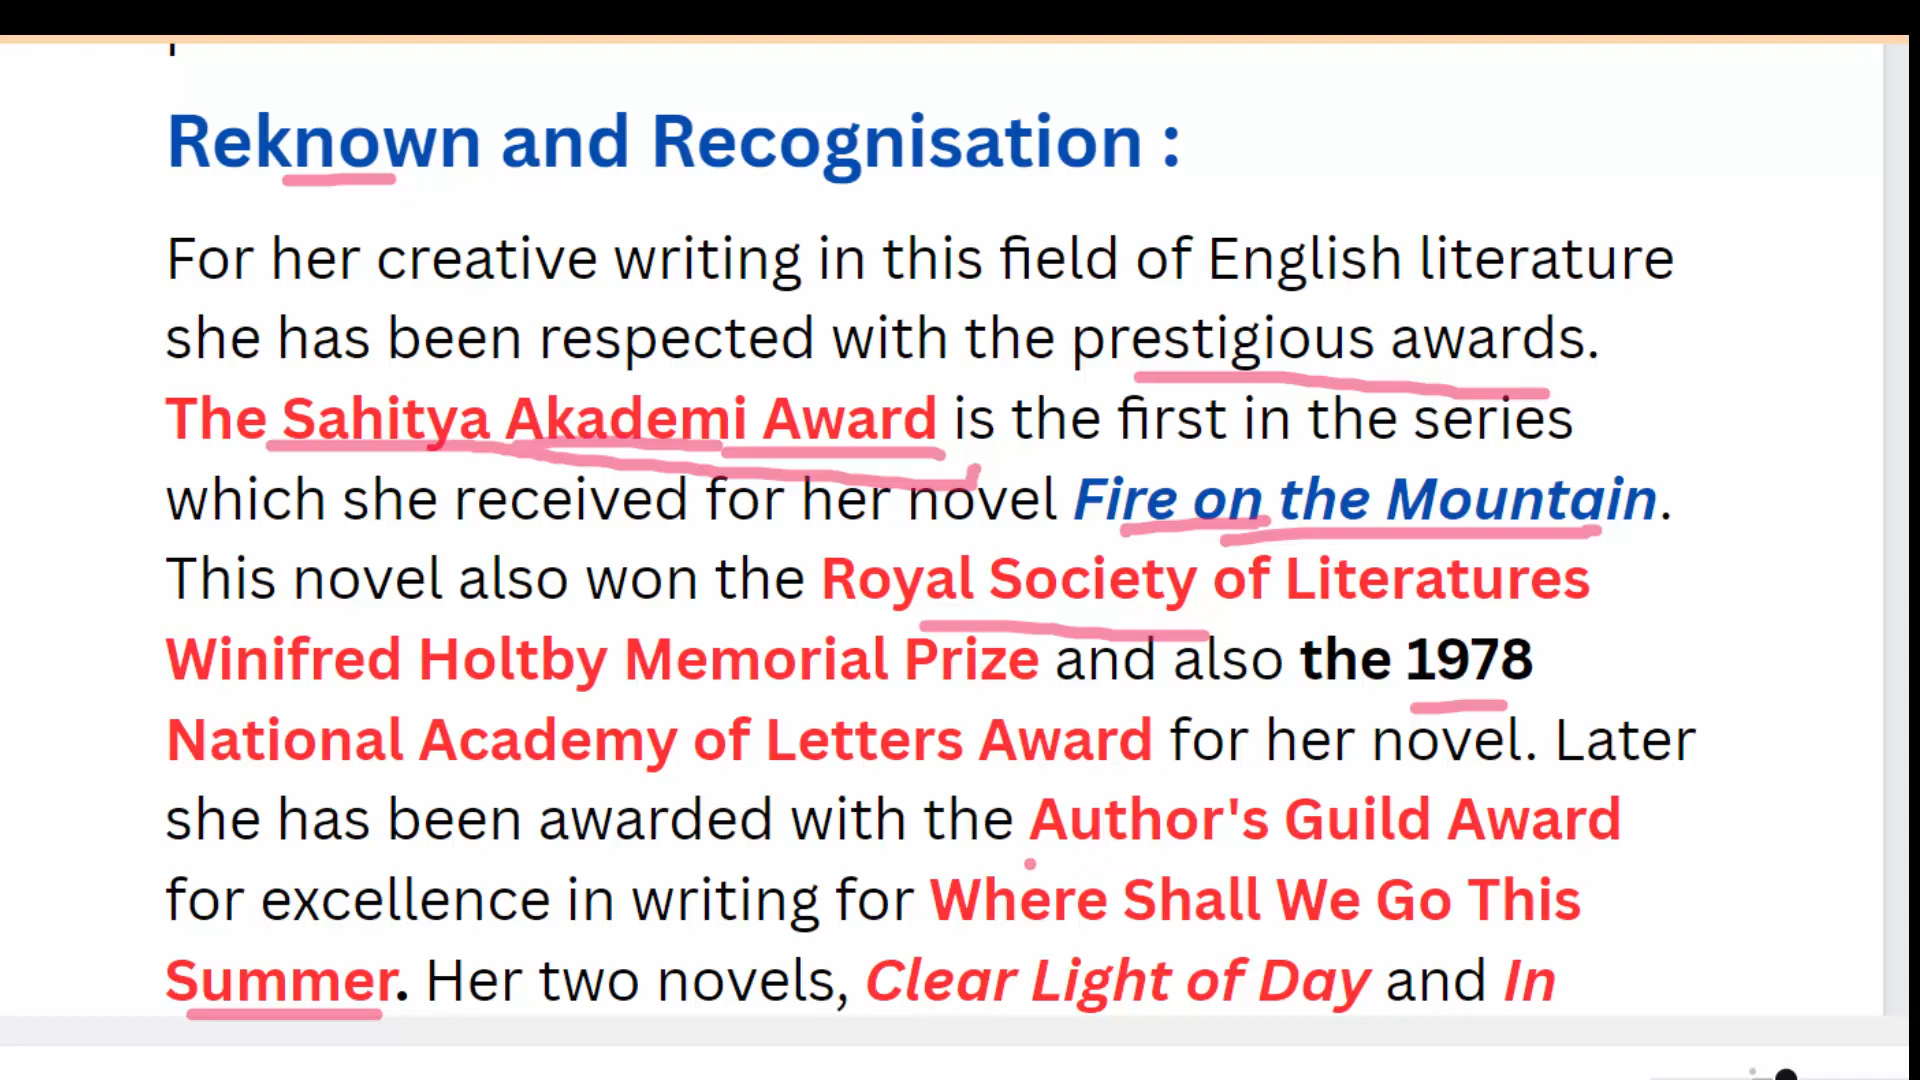 Reknown and Recognisation :
For her creative writing in this field of English literature
she has been respected with the prestigious awards.
The Sahitya Akademi Award is the first in the series
which she received for her novel Fire on the Mountain.
This novel also won the Royal Society of Literatures
Winifred Holtby Memorial Prize and also the 1978
National Academy of Letters Award for her novel. Later
she has been awarded with the Author's Guild Award
for excellence in writing for Where Shall We Go This
Summer. Her two novels, Clear Light of Day and In